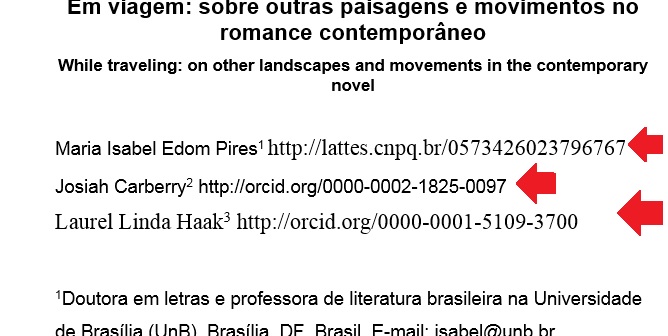 Em viagem: sobre outras paisagens e movimentos no
romance contemporâneo
While traveling: on other landscapes and movements in the contemporary
novel
Maria Isabel Edom Pires¹ http://lattes.cnpq.br/0573426023796767
Josiah Carberry² http://orcid.org/0000-0002-1825-0097
Laurel Linda Haak³ http://orcid.org/0000-0001-5109-3700
¹Doutora em letras e professora de literatura brasileira na Universidade
de Brasília (UnB), Brasília, DF, Brasil. E-mail: isabel@unb.br